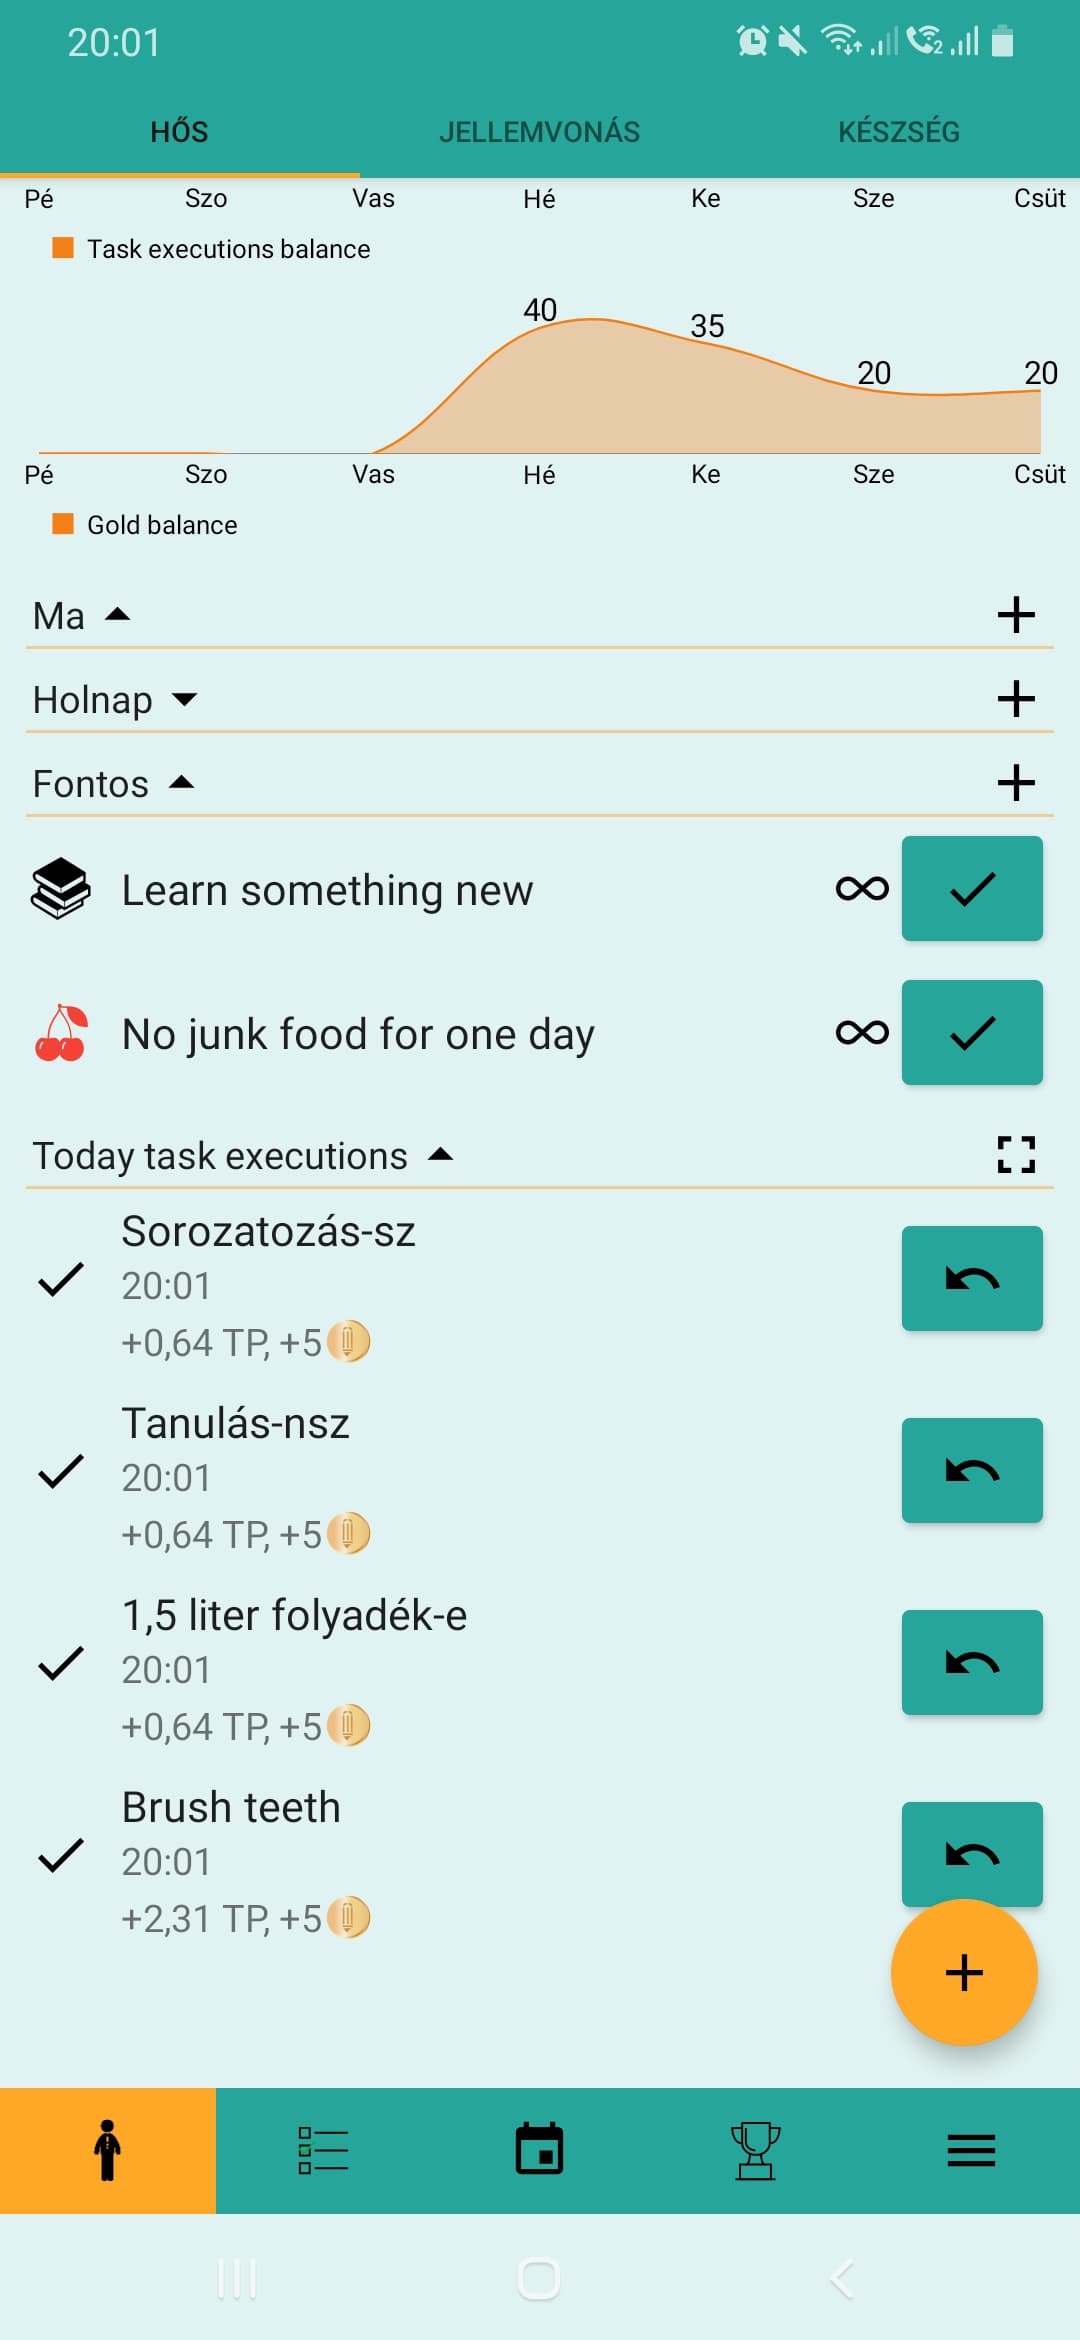 20:01
HŐS JELLEMVONÁS KÉSZSÉG
Pé Szo Vas Hé Ke Sze Csüt
Task executions balance
40 35 20 20
Pé Szo Vas Hé Ke Sze Csüt
Gold balance
Ma
Holnap
Fontos
Learn something new
No junk food for one day
Today task executions
Sorozatozás-sz
20:01
+0,64 TP, +5
Tanulás-nsz
20:01
+0,64 TP, +5
1,5 liter folyadék-e
20:01
+0,64 TP, +5
Brush teeth
20:01
+2,31 TP, +5